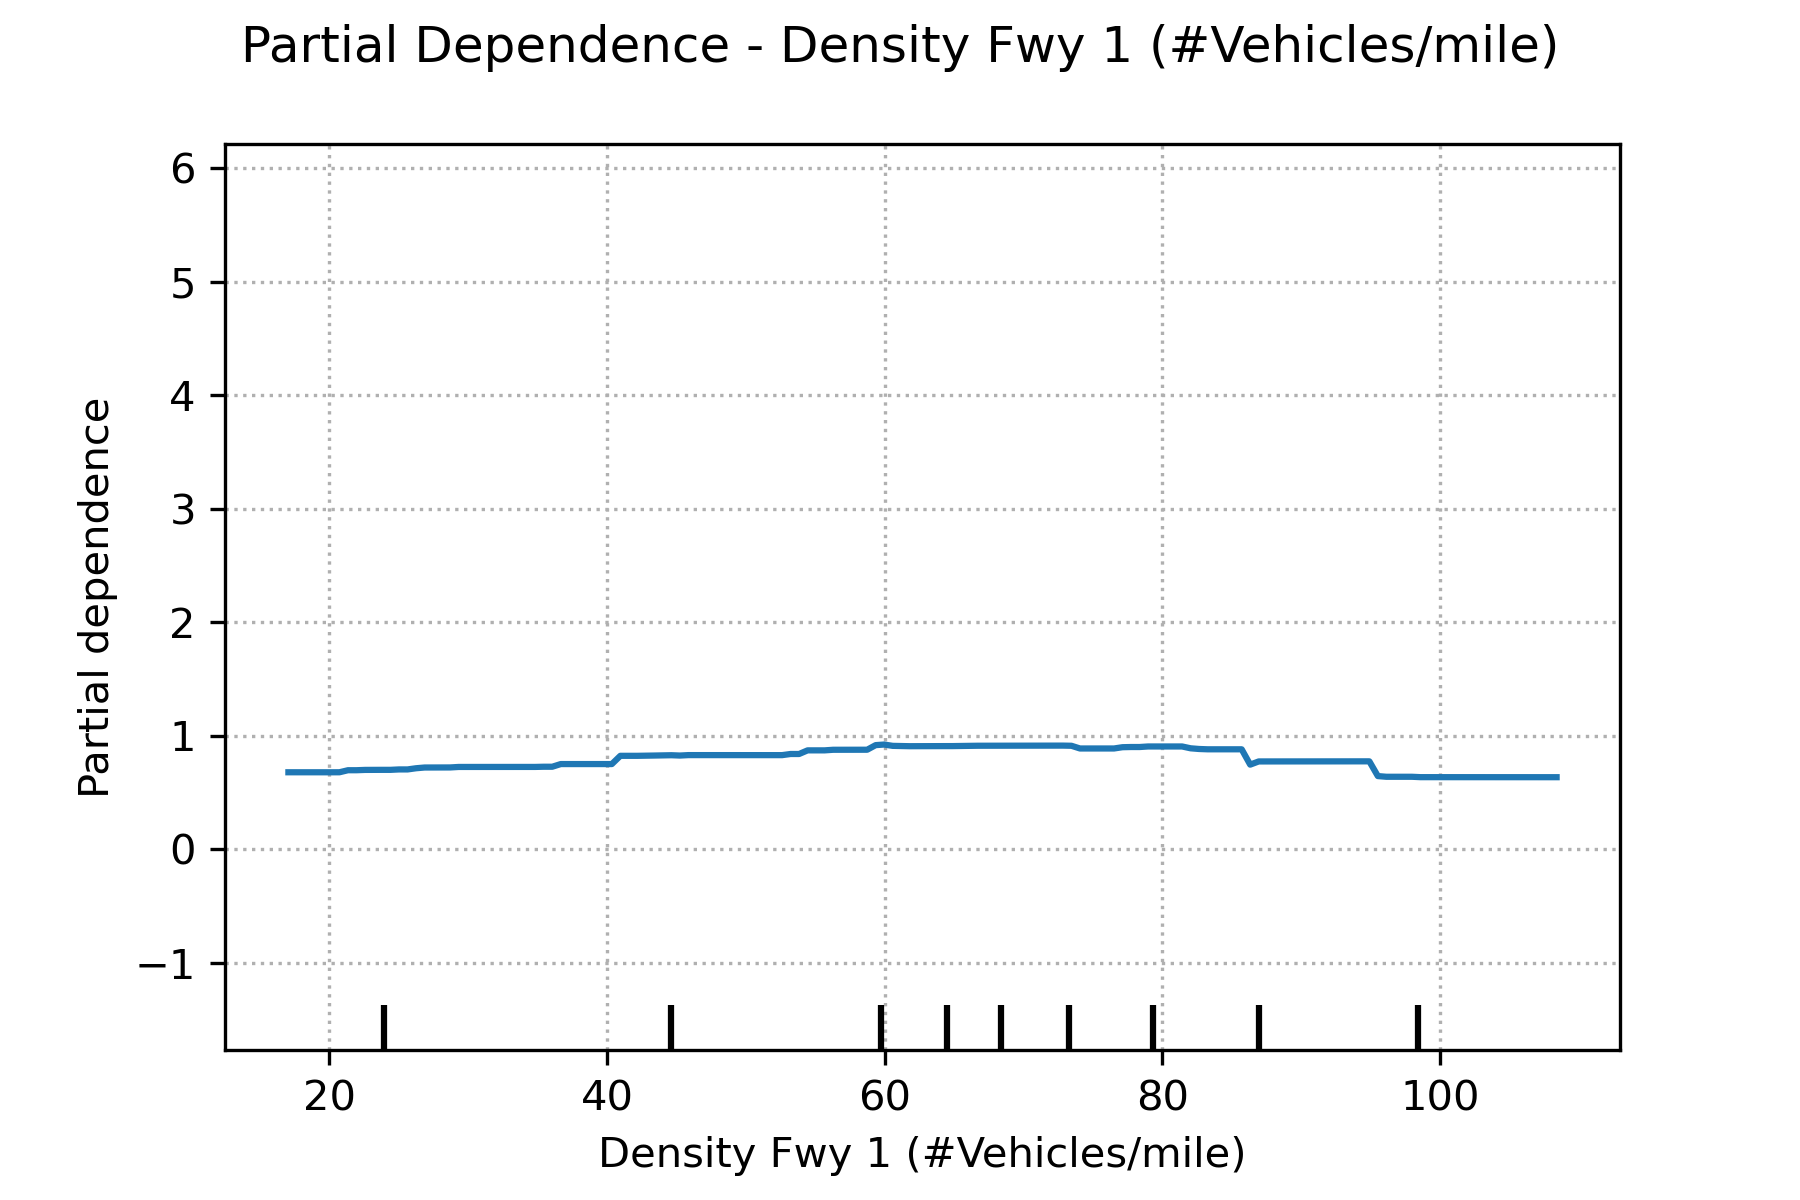 Partial Dependence - Density Fwy 1 (#Vehicles/mile)
6
5
4
3
2
1
0
−1
Partial dependence
20 40 60 80 100
Density Fwy 1 (#Vehicles/mile)